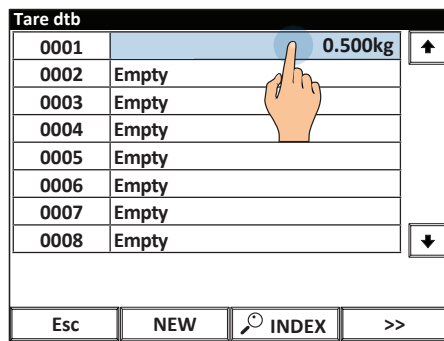 Tare dtb
0001 0.500kg
0002 Empty
0003 Empty
0004 Empty
0005 Empty
0006 Empty
0007 Empty
0008 Empty
Esc NEW INDEX >>